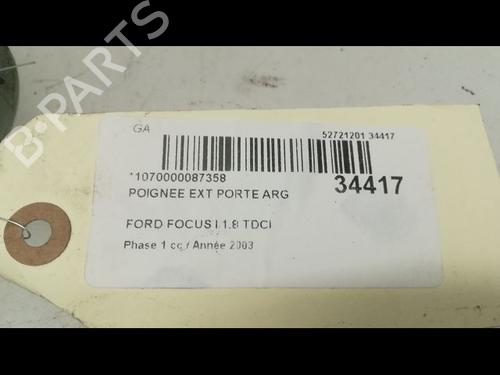 GA
52721201 34417
*1070000087358
34417
POIGNEE EXT PORTE ARG
FORD FOCUS I 1.8 TDCI
Phase 1 cc / Année 2003
B-PARTS